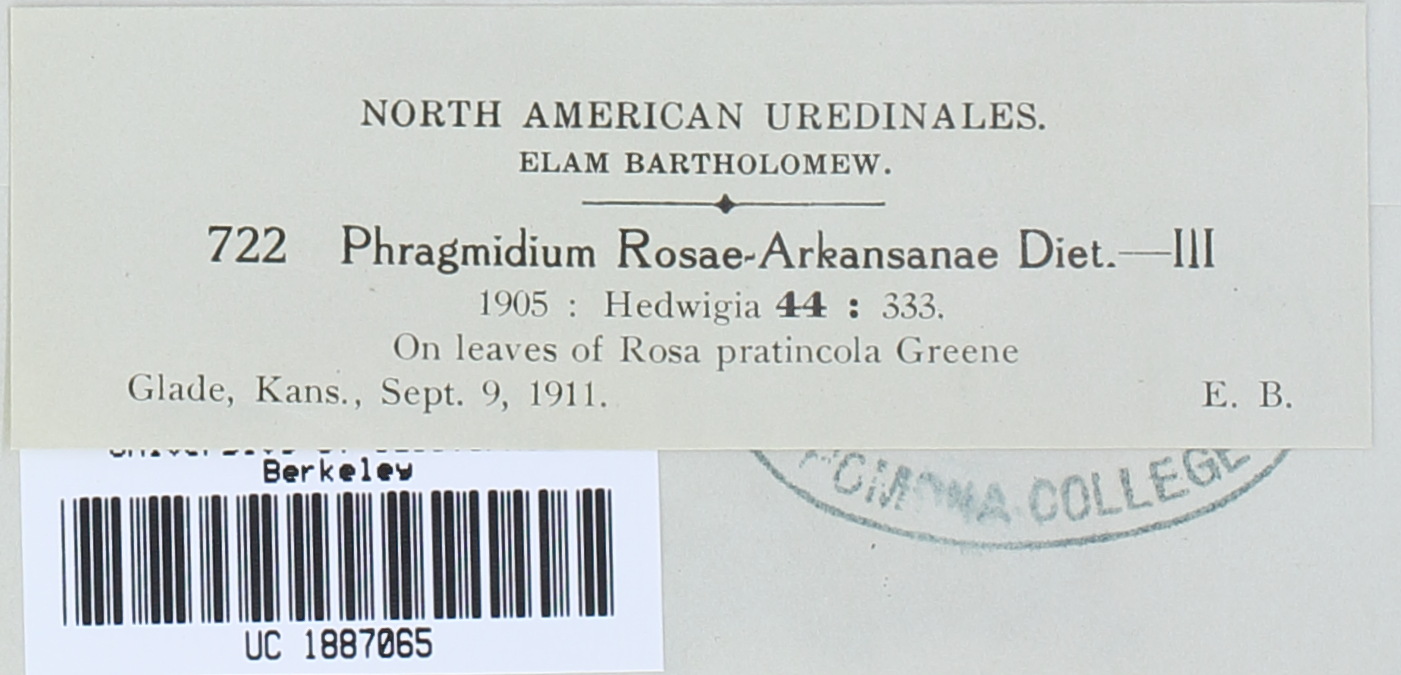 NORTH AMERICAN UREDINALES.
ELAM BARTHOLOMEW.
722 Phragmidium Rosae-Arkansanae Diet.—III
1905 : Hedwigia 44 : 333.
On leaves of Rosa pratincola Greene
Glade, Kans., Sept. 9, 1911. E. B.
Berkeley
UC 1887065
POMONA COLLEGE